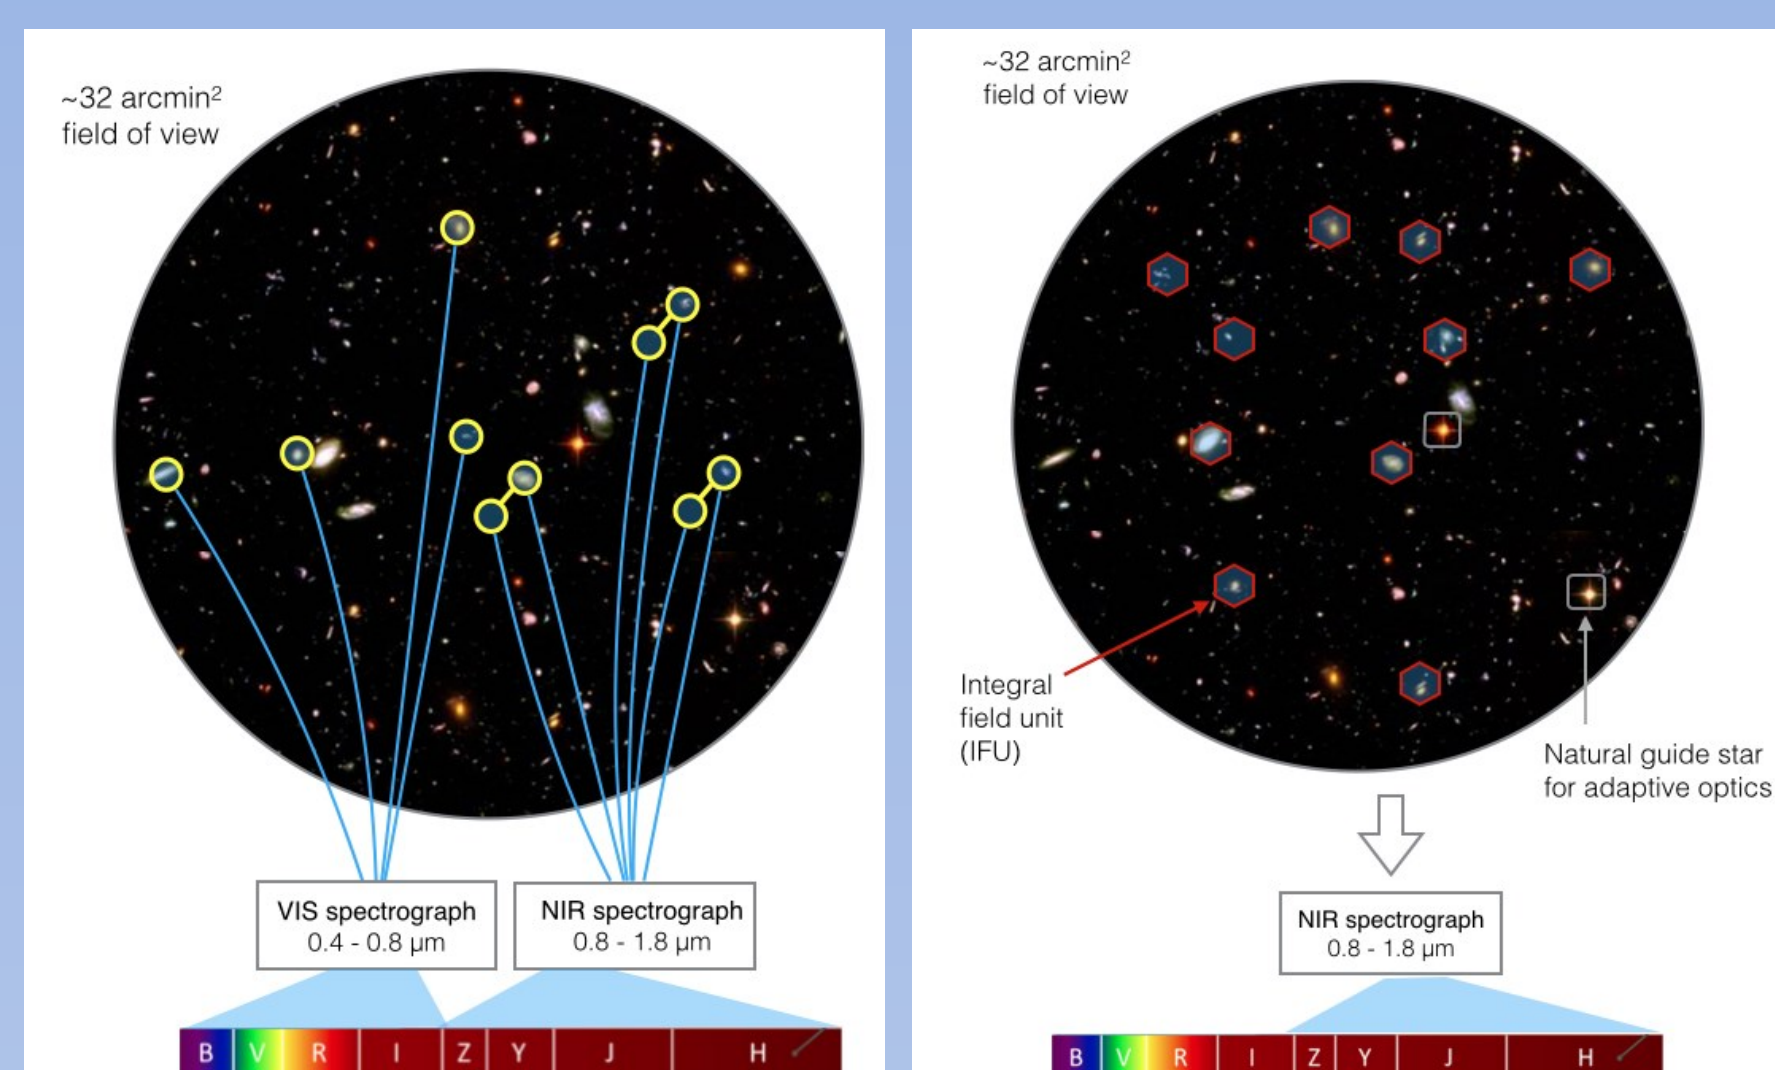 ~32 arcmin²
field of view
VIS spectrograph
0.4 - 0.8 µm
NIR spectrograph
0.8 - 1.8 µm
B V R I Z Y J H
~32 arcmin²
field of view
Integral
field unit
(IFU)
Natural guide star
for adaptive optics
NIR spectrograph
0.8 - 1.8 µm
B V R I Z Y J H